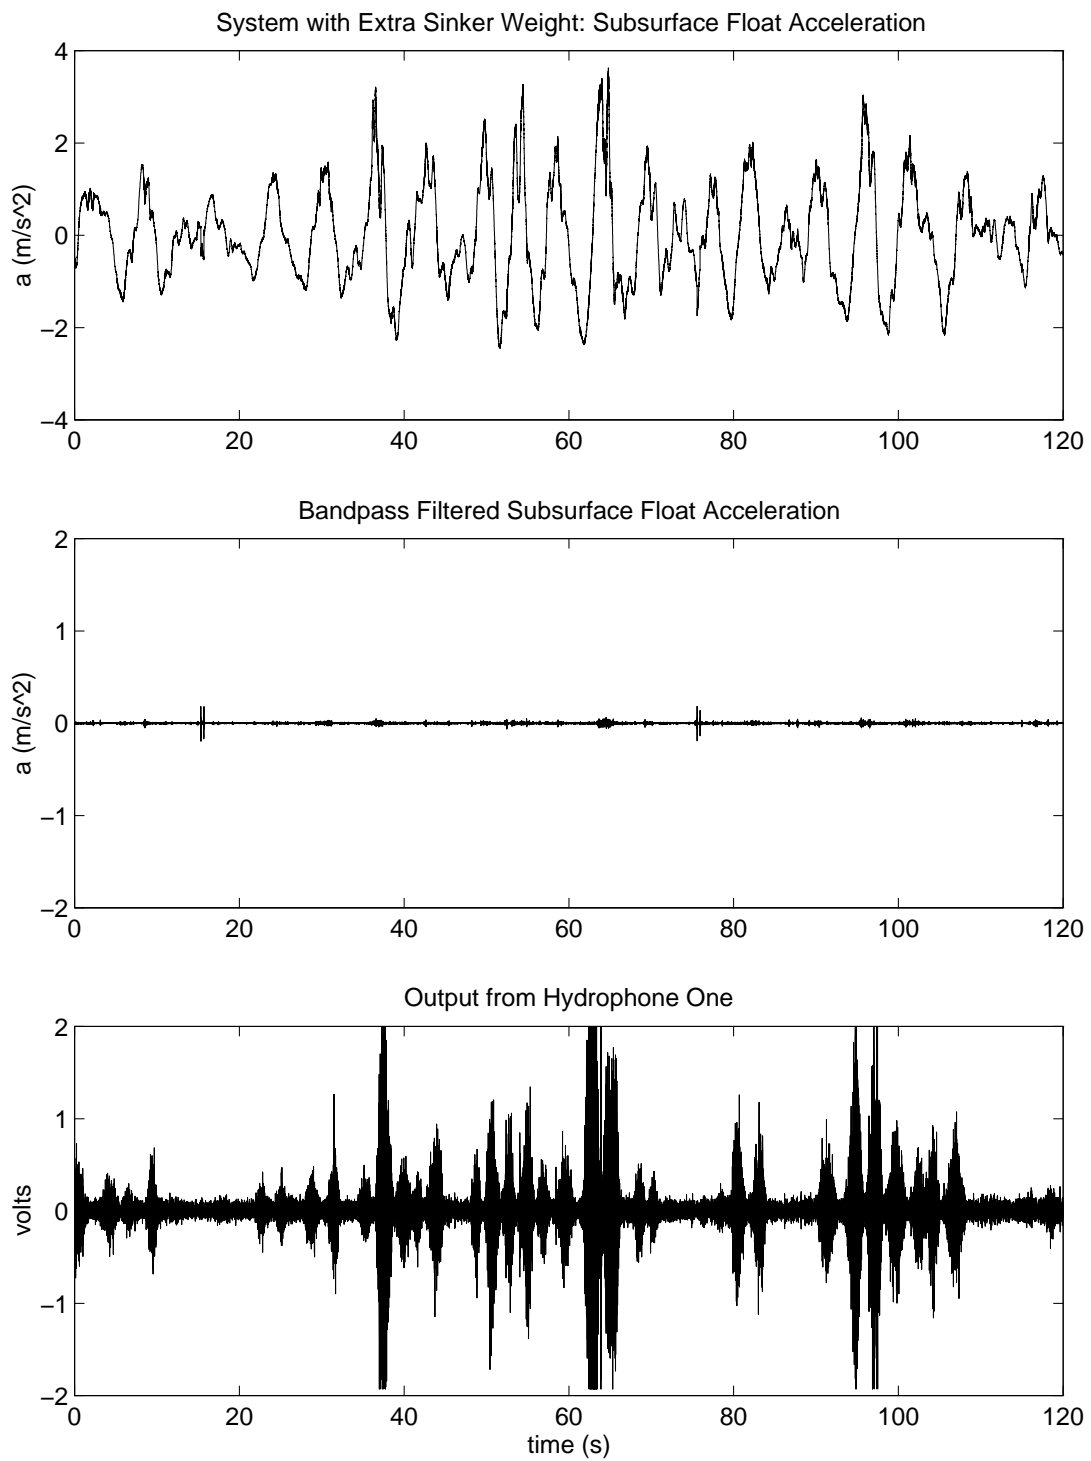 System with Extra Sinker Weight: Subsurface Float Acceleration
4
2
0
−2
−4
a (m/s^2)
0 20 40 60 80 100 120
Bandpass Filtered Subsurface Float Acceleration
2
1
0
−1
−2
a (m/s^2)
0 20 40 60 80 100 120
Output from Hydrophone One
2
1
0
−1
−2
volts
0 20 40 60 80 100 120
time (s)